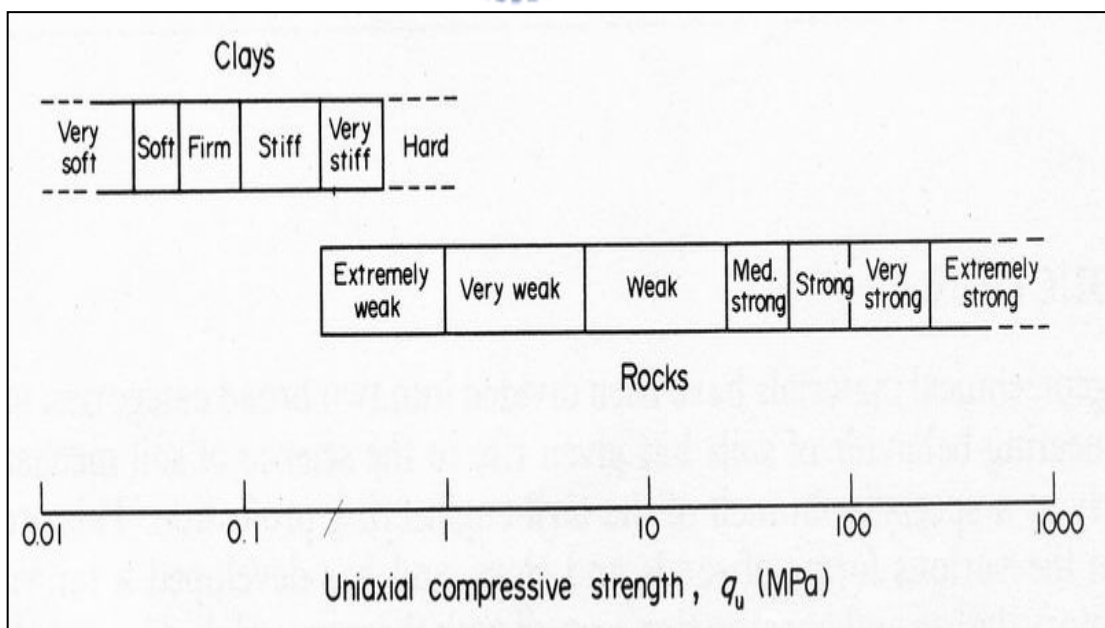 Clays
Very soft
Soft
Firm
Stiff
Very stiff
Hard
Extremely weak
Very weak
Weak
Med. strong
Strong
Very strong
Extremely strong
Rocks
0.01
0.1
1
10
100
1000
Uniaxial compressive strength, qu (MPa)